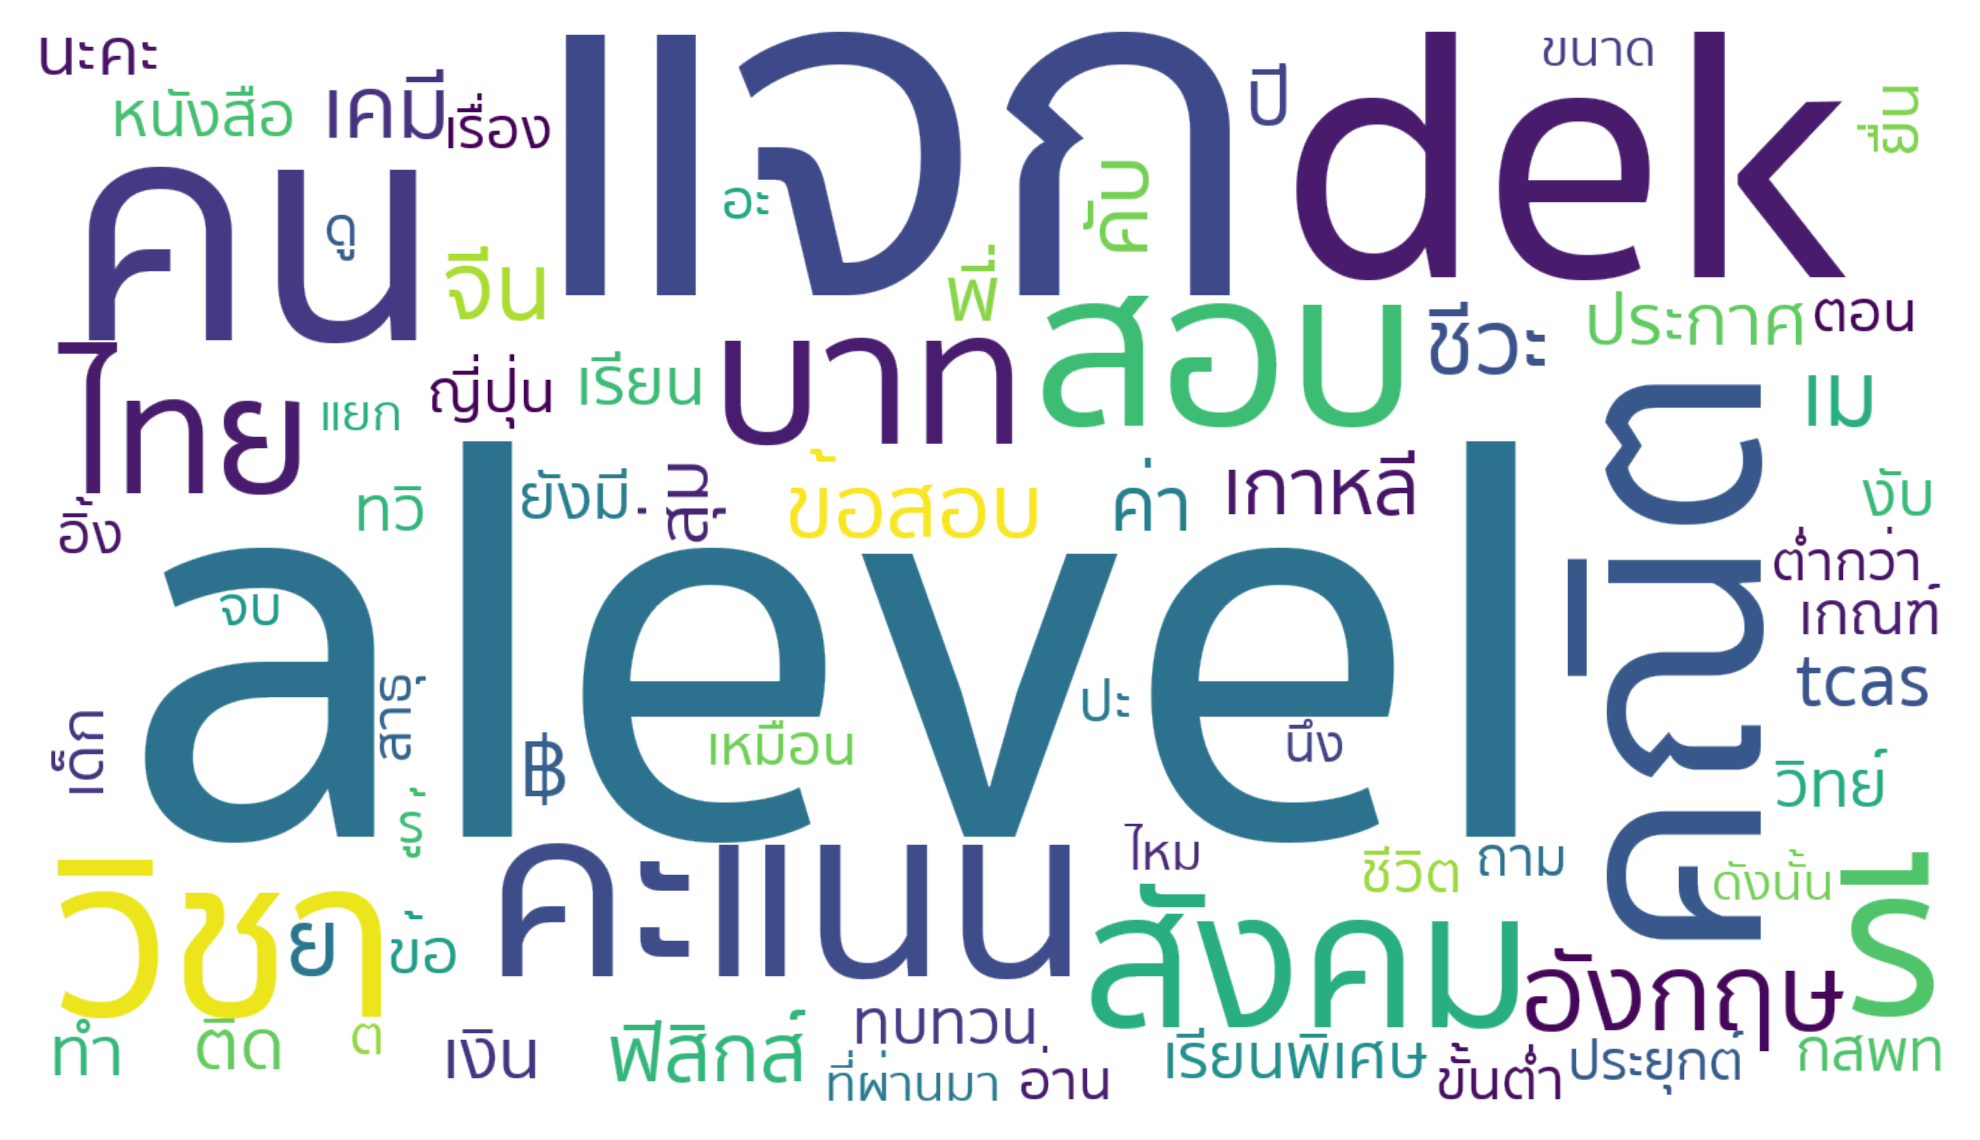 นะคะ
หนังสือ
เคมี
เรื่อง
แจก
ปี
dek
ขนาด
ยืน
คน
ดู
จีน
อะ
พี่
คัน
สอบ
ชีวะ
ประกาศ
ตอน
ไทย
แยก
ญี่ปุ่น
เรียน
บาท
เม
คณิต
อิ้ง
ทวิ
ยังมี
สุ่ม
ข้อสอบ
ค่า
เกาหลี
งับ
ต่ำกว่า
เกณฑ์
alevel
จบ
tcas
เด็ก
สาธุ
฿
เหมือน
ปะ
นึง
วิทย์
รู้
วิชา
ย
ข้อ
คะแนน
ไหม
ชีวิต
ถาม
ดังนั้น
รี
สังคม
อังกฤษ
ทำ
ติด
ต
เงิน
ฟิสิกส์
ทบทวน
ที่ผ่านมา
อ่าน
เรียนพิเศษ
ขั้นต่ำ
ประยุกต์
กสพท